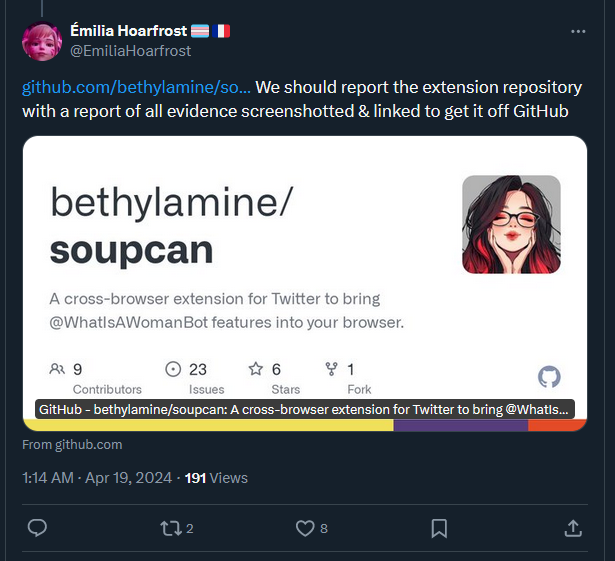 Émilia Hoarfrost 🏳️‍⚧️🇫🇷
@EmiliaHoarfrost
github.com/bethylamine/so... We should report the extension repository
with a report of all evidence screenshotted & linked to get it off GitHub
bethylamine/
soupcan
A cross-browser extension for Twitter to bring
@WhatIsAWomanBot features into your browser.
9 Contributors
23 Issues
6 Stars
1 Fork
GitHub - bethylamine/soupcan: A cross-browser extension for Twitter to bring @WhatIs...
From github.com
1:14 AM · Apr 19, 2024 · 191 Views
2
8